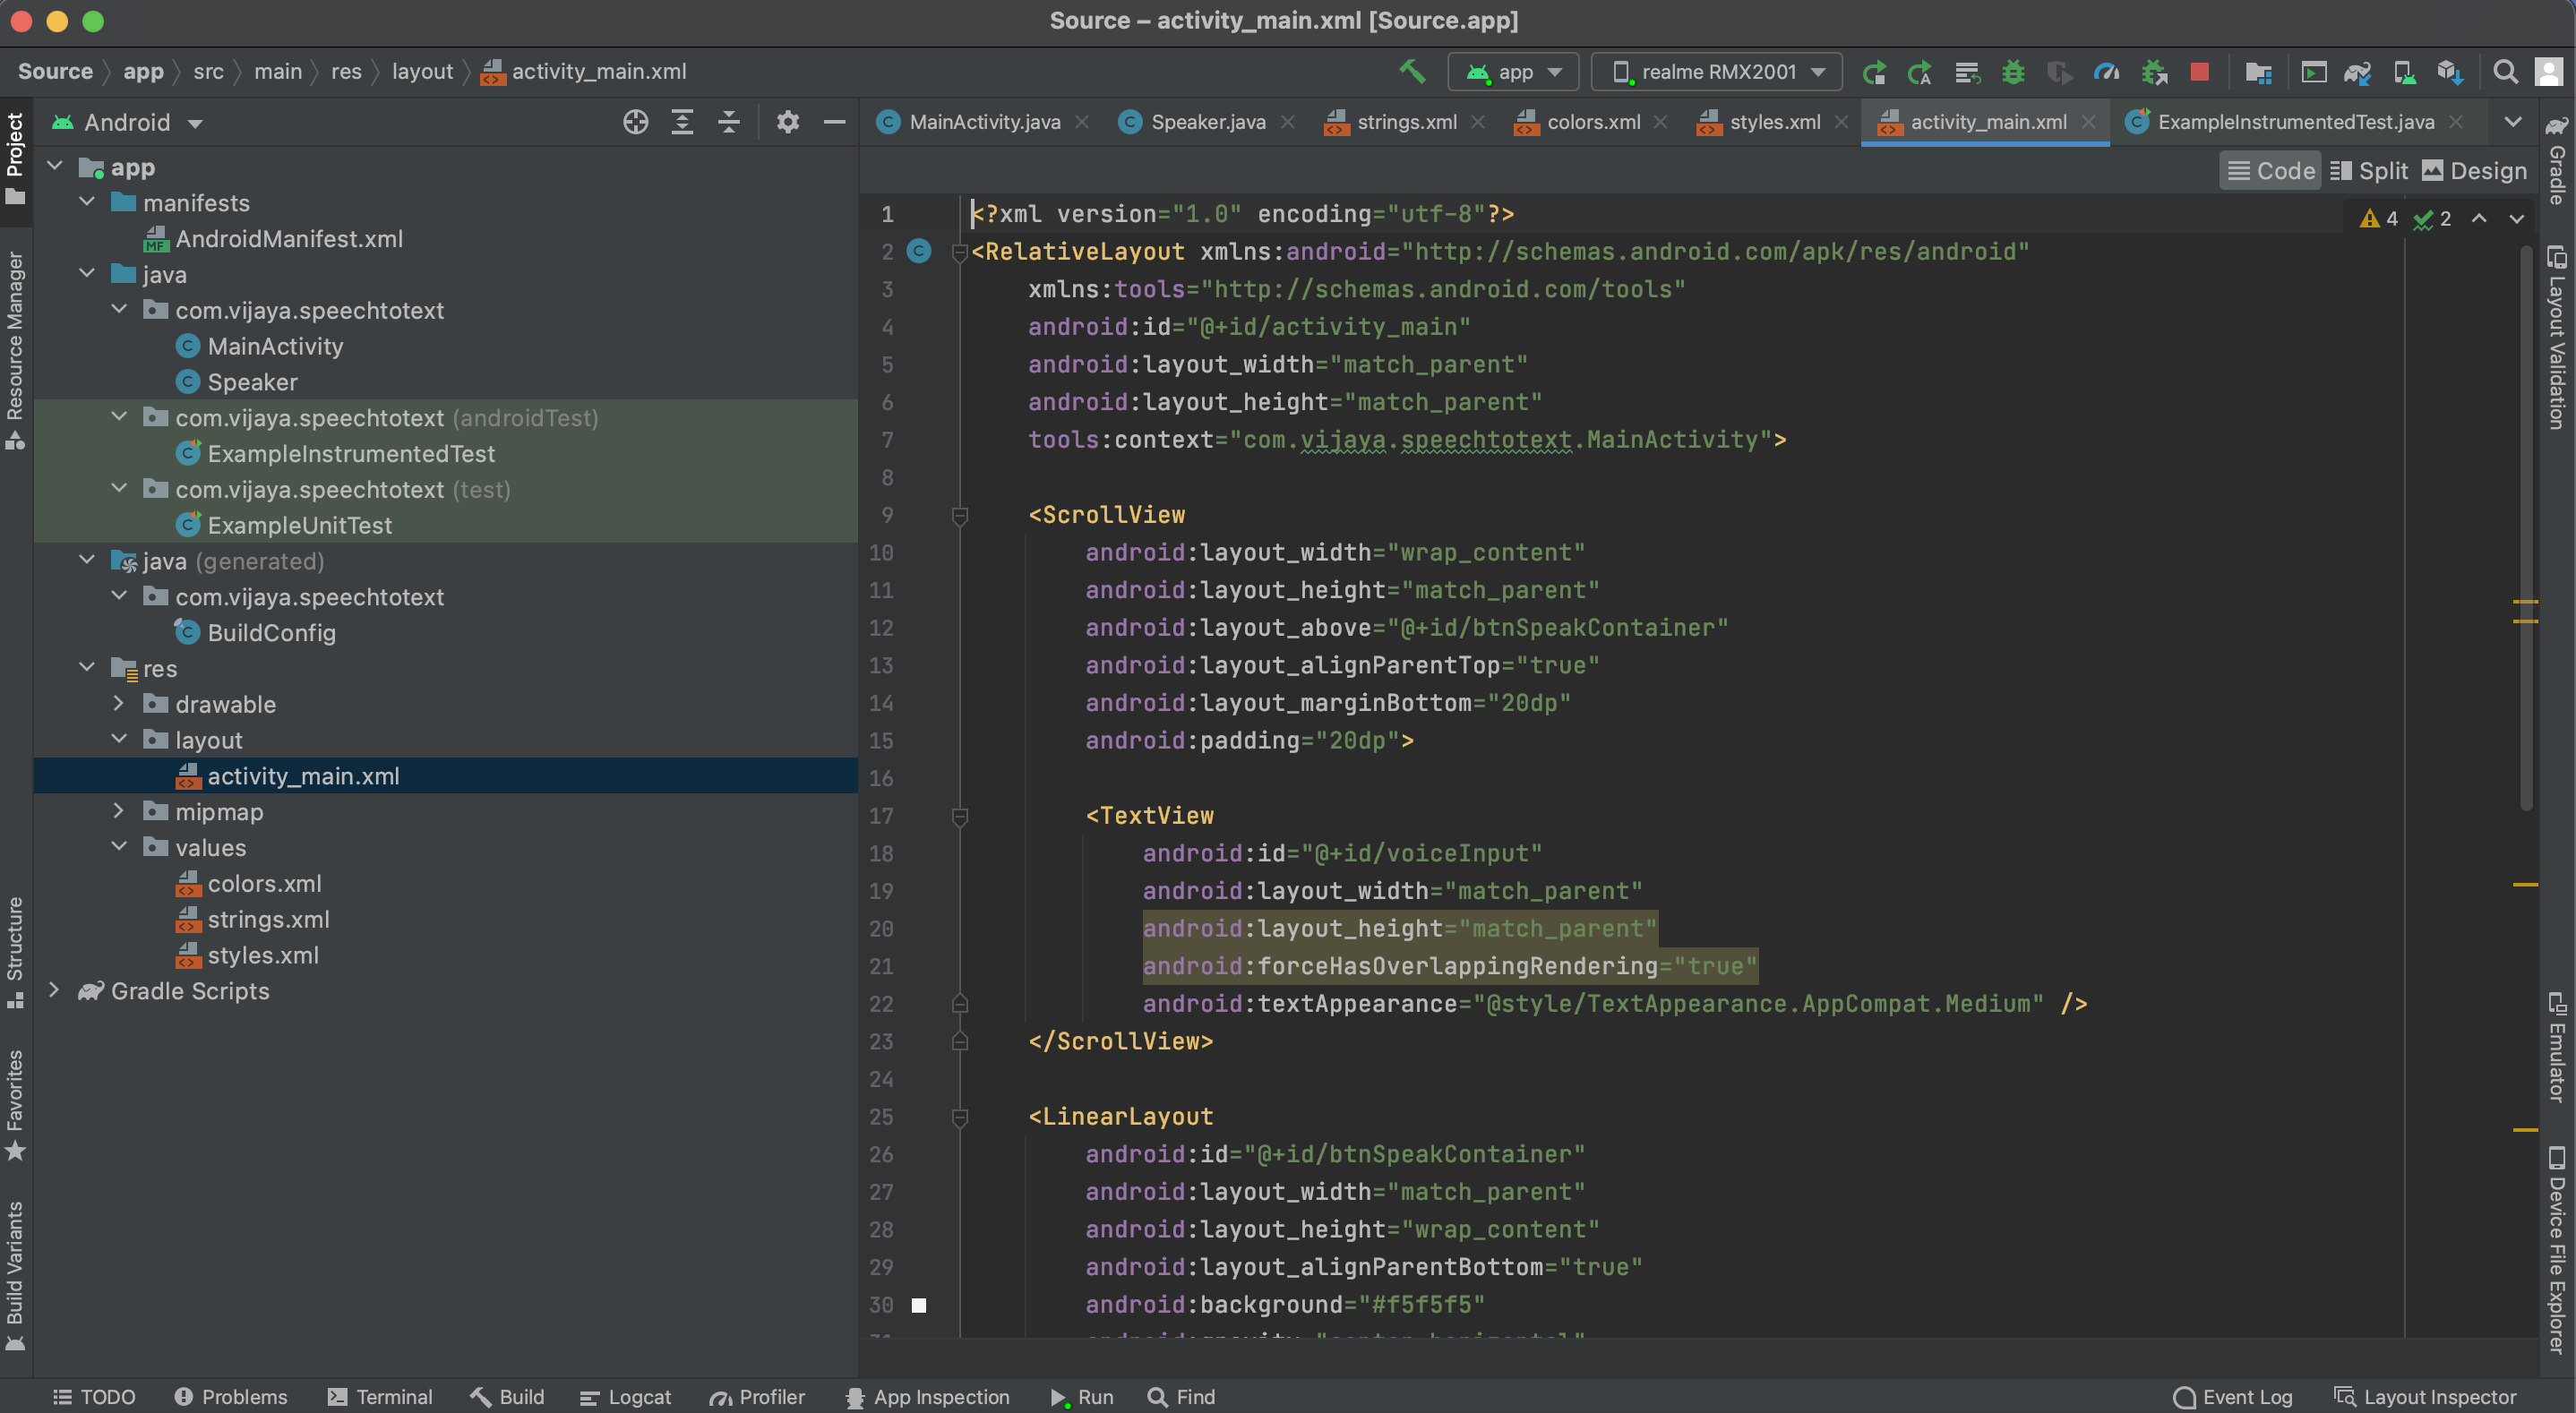 Source – activity_main.xml [Source.app]
Source app src main res layout activity_main.xml
app realme RMX2001
Android
MainActivity.java Speaker.java strings.xml colors.xml styles.xml activity_main.xml ExampleInstrumentedTest.java
Code Split Design
4 2
Project
Resource Manager
Structure
Favorites
Build Variants
app
manifests
MF AndroidManifest.xml
java
com.vijaya.speechtotext
MainActivity
Speaker
com.vijaya.speechtotext (androidTest)
ExampleInstrumentedTest
com.vijaya.speechtotext (test)
ExampleUnitTest
java (generated)
com.vijaya.speechtotext
BuildConfig
res
drawable
layout
activity_main.xml
mipmap
values
colors.xml
strings.xml
styles.xml
Gradle Scripts
1 <?xml version="1.0" encoding="utf-8"?>
2 <RelativeLayout xmlns:android="http://schemas.android.com/apk/res/android"
3 xmlns:tools="http://schemas.android.com/tools"
4 android:id="@+id/activity_main"
5 android:layout_width="match_parent"
6 android:layout_height="match_parent"
7 tools:context="com.vijaya.speechtotext.MainActivity">
8
9 <ScrollView
10 android:layout_width="wrap_content"
11 android:layout_height="match_parent"
12 android:layout_above="@+id/btnSpeakContainer"
13 android:layout_alignParentTop="true"
14 android:layout_marginBottom="20dp"
15 android:padding="20dp">
16
17 <TextView
18 android:id="@+id/voiceInput"
19 android:layout_width="match_parent"
20 android:layout_height="match_parent"
21 android:forceHasOverlappingRendering="true"
22 android:textAppearance="@style/TextAppearance.AppCompat.Medium" />
23 </ScrollView>
24
25 <LinearLayout
26 android:id="@+id/btnSpeakContainer"
27 android:layout_width="match_parent"
28 android:layout_height="wrap_content"
29 android:layout_alignParentBottom="true"
30 android:background="#f5f5f5"
Gradle
Layout Validation
Emulator
Device File Explorer
TODO Problems Terminal Build Logcat Profiler App Inspection Run Find Event Log Layout Inspector